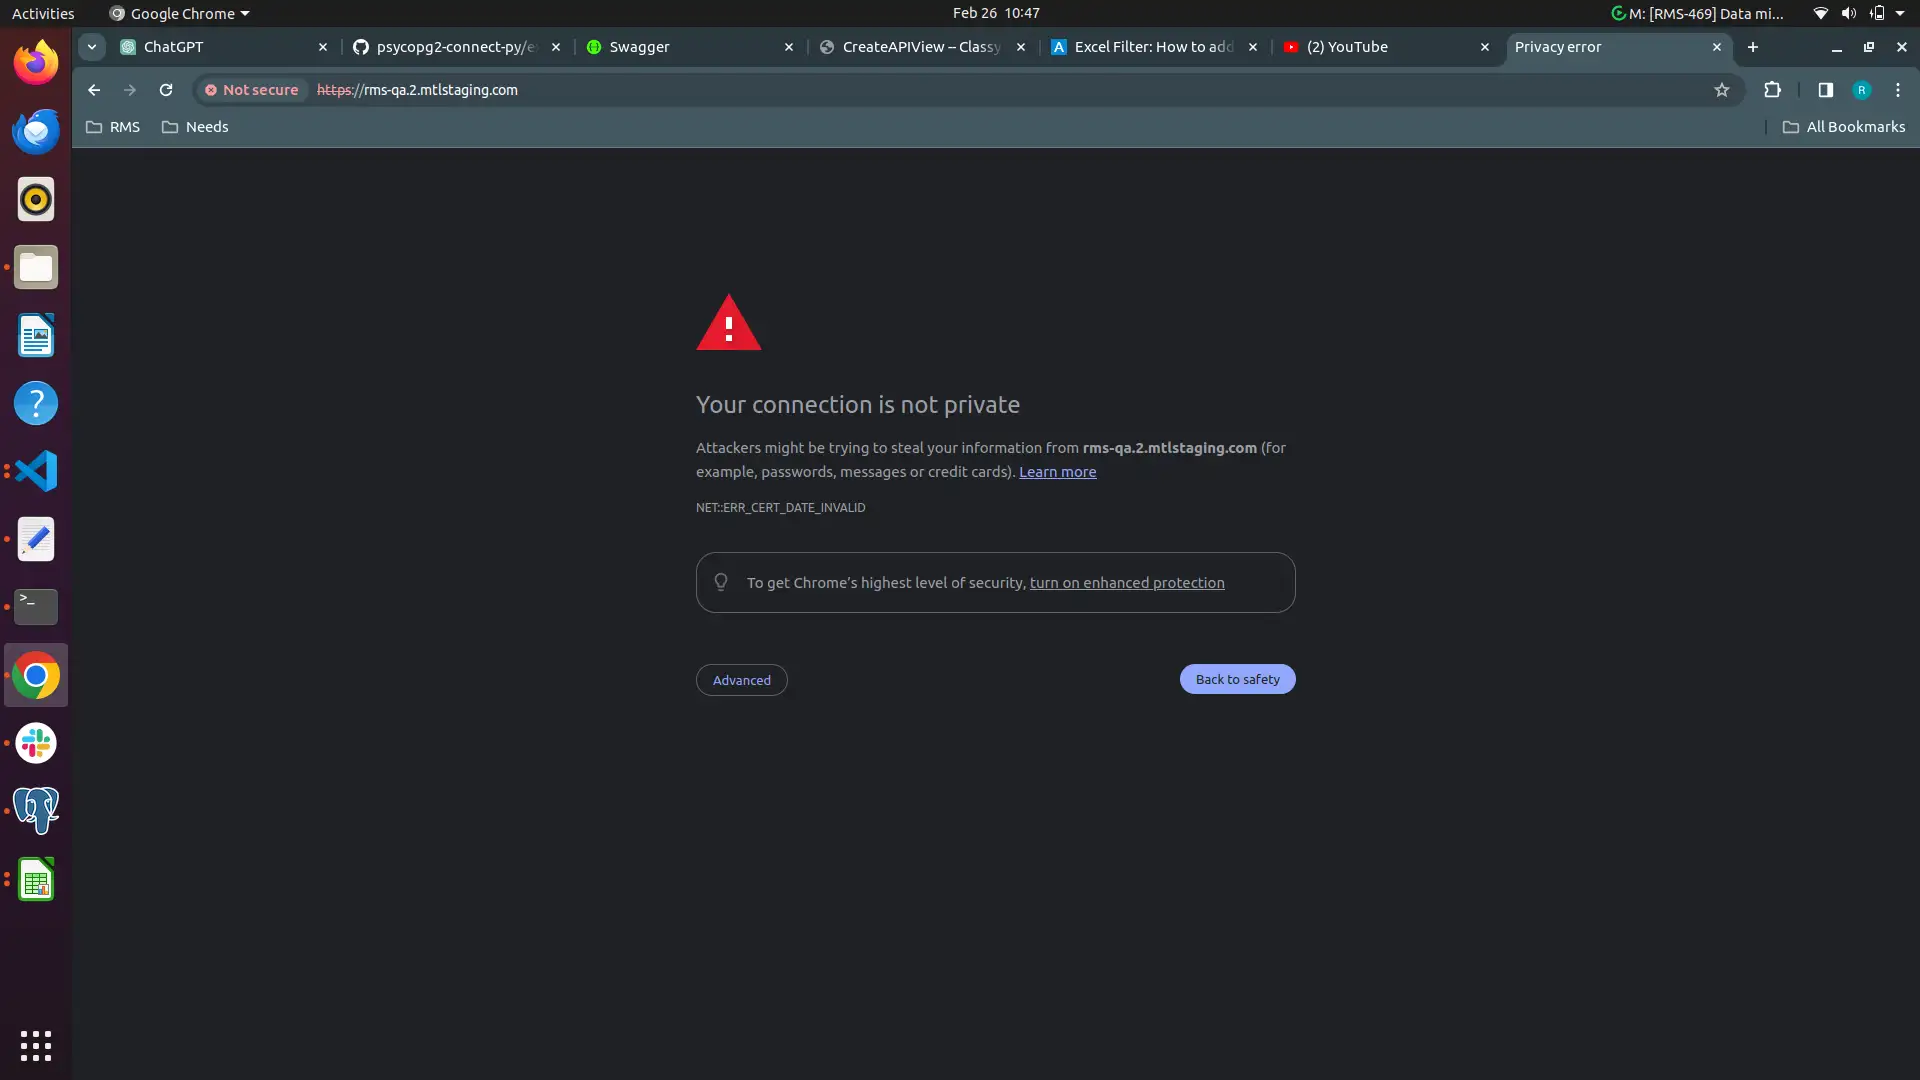 Activities
Google Chrome
Feb 26 10:47
M: [RMS-469] Data mi...
ChatGPT
psycopg2-connect-py/e
Swagger
CreateAPIView -- Classy
Excel Filter: How to add
(2) YouTube
Privacy error
Not secure
https://rms-qa.2.mtlstaging.com
R
RMS
Needs
All Bookmarks
Your connection is not private
Attackers might be trying to steal your information from rms-qa.2.mtlstaging.com (for
example, passwords, messages or credit cards). Learn more
NET::ERR_CERT_DATE_INVALID
To get Chrome's highest level of security, turn on enhanced protection
Advanced
Back to safety